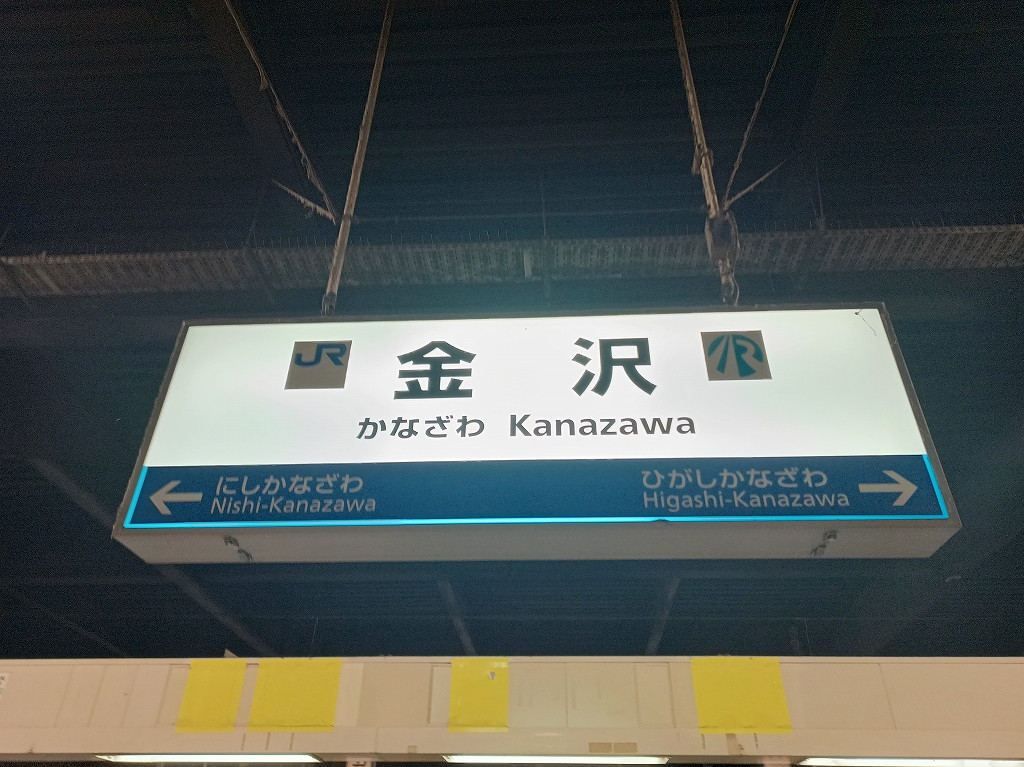 JR 金沢 IR
かなざわ Kanazawa
にしかなざわ
Nishi-Kanazawa
ひがしかなざわ
Higashi-Kanazawa